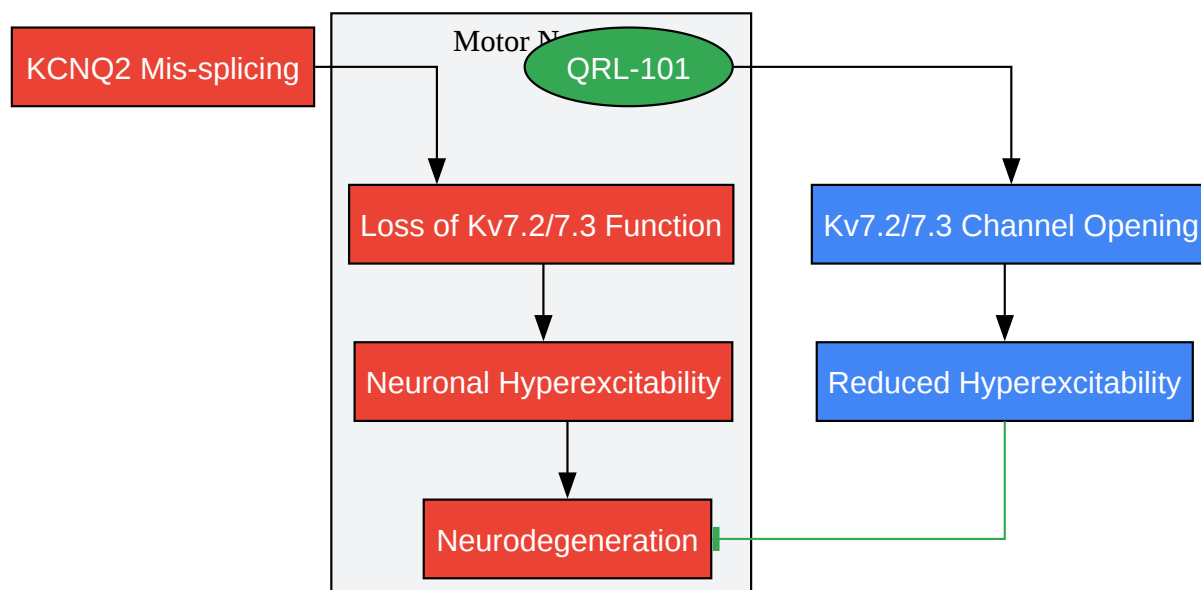 KCNQ2 Mis-splicing
Motor
QRL-101
Loss of Kv7.2/7.3 Function
Kv7.2/7.3 Channel Opening
Neuronal Hyperexcitability
Reduced Hyperexcitability
Neurodegeneration